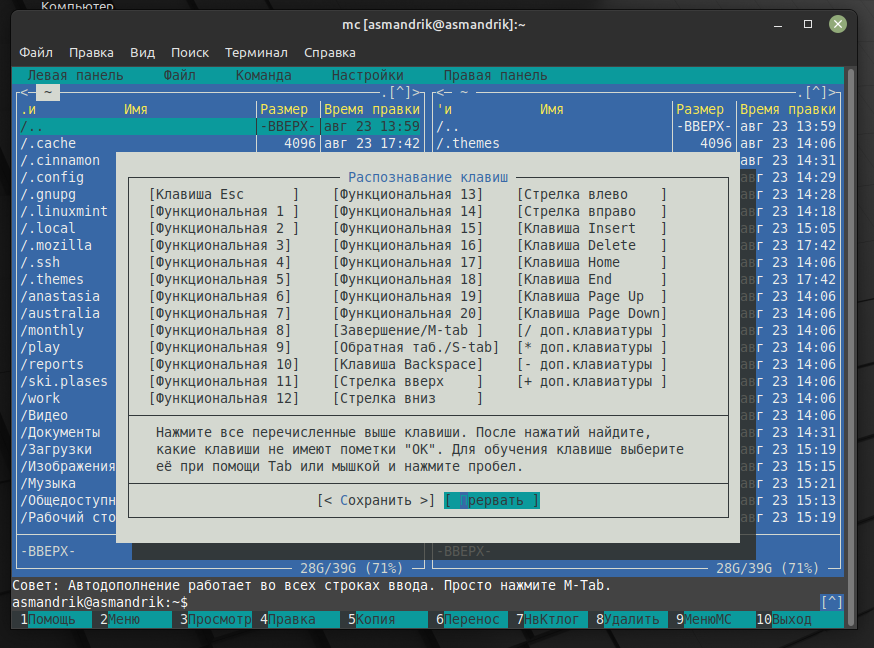 Компьютер
mc [asmandrik@asmandrik]:~
Файл Правка Вид Поиск Терминал Справка
Левая панель Файл Команда Настройки Правая панель
<─ ~ ─.[^]> <─ ~ ─.[^]>
.и Имя Размер Время правки 'и Имя Размер Время правки
/.. -ВВЕРХ- авг 23 13:59 /.. -ВВЕРХ- авг 23 13:59
/.cache 4096 авг 23 17:42 /.themes 4096 авг 23 14:06
/.cinnamon авг 23 14:31
/.config Распознавание клавиш авг 23 14:29
/.gnupg [Клавиша Esc ] [Функциональная 13] [Стрелка влево ] авг 23 14:28
/.linuxmint [Функциональная 1 ] [Функциональная 14] [Стрелка вправо ] авг 23 14:18
/.local [Функциональная 2 ] [Функциональная 15] [Клавиша Insert ] авг 23 15:05
/.mozilla [Функциональная 3] [Функциональная 16] [Клавиша Delete ] авг 23 17:42
/.ssh [Функциональная 4] [Функциональная 17] [Клавиша Home ] авг 23 14:06
/.themes [Функциональная 5] [Функциональная 18] [Клавиша End ] авг 23 17:42
/anastasia [Функциональная 6] [Функциональная 19] [Клавиша Page Up ] авг 23 14:06
/australia [Функциональная 7] [Функциональная 20] [Клавиша Page Down] авг 23 14:06
/monthly [Функциональная 8] [Завершение/M-tab ] [/ доп.клавиатуры ] авг 23 14:06
/play [Функциональная 9] [Обратная таб./S-tab] [* доп.клавиатуры ] авг 23 14:06
/reports [Функциональная 10] [Клавиша Backspace] [- доп.клавиатуры ] авг 23 14:06
/ski.plases [Функциональная 11] [Стрелка вверх ] [+ доп.клавиатуры ] авг 23 14:06
/work [Функциональная 12] [Стрелка вниз ] авг 23 14:06
/Видео авг 23 14:06
/Документы Нажмите все перечисленные выше клавиши. После нажатий найдите, авг 23 14:31
/Загрузки какие клавиши не имеют пометки "OK". Для обучения клавише выберите авг 23 15:19
/Изображения её при помощи Tab или мышкой и нажмите пробел. авг 23 15:15
/Музыка авг 23 15:21
/Общедоступн [< Сохранить >] [ Прервать ] авг 23 15:13
/Рабочий сто авг 23 15:19
-ВВЕРХ- -ВВЕРХ-
28G/39G (71%) 28G/39G (71%)
Совет: Автодополнение работает во всех строках ввода. Просто нажмите M-Tab.
asmandrik@asmandrik:~$ [^]
1Помощь 2Меню 3Просмотр 4Правка 5Копия 6Перенос 7НвКтлог 8Удалить 9МенюMC 10Выход